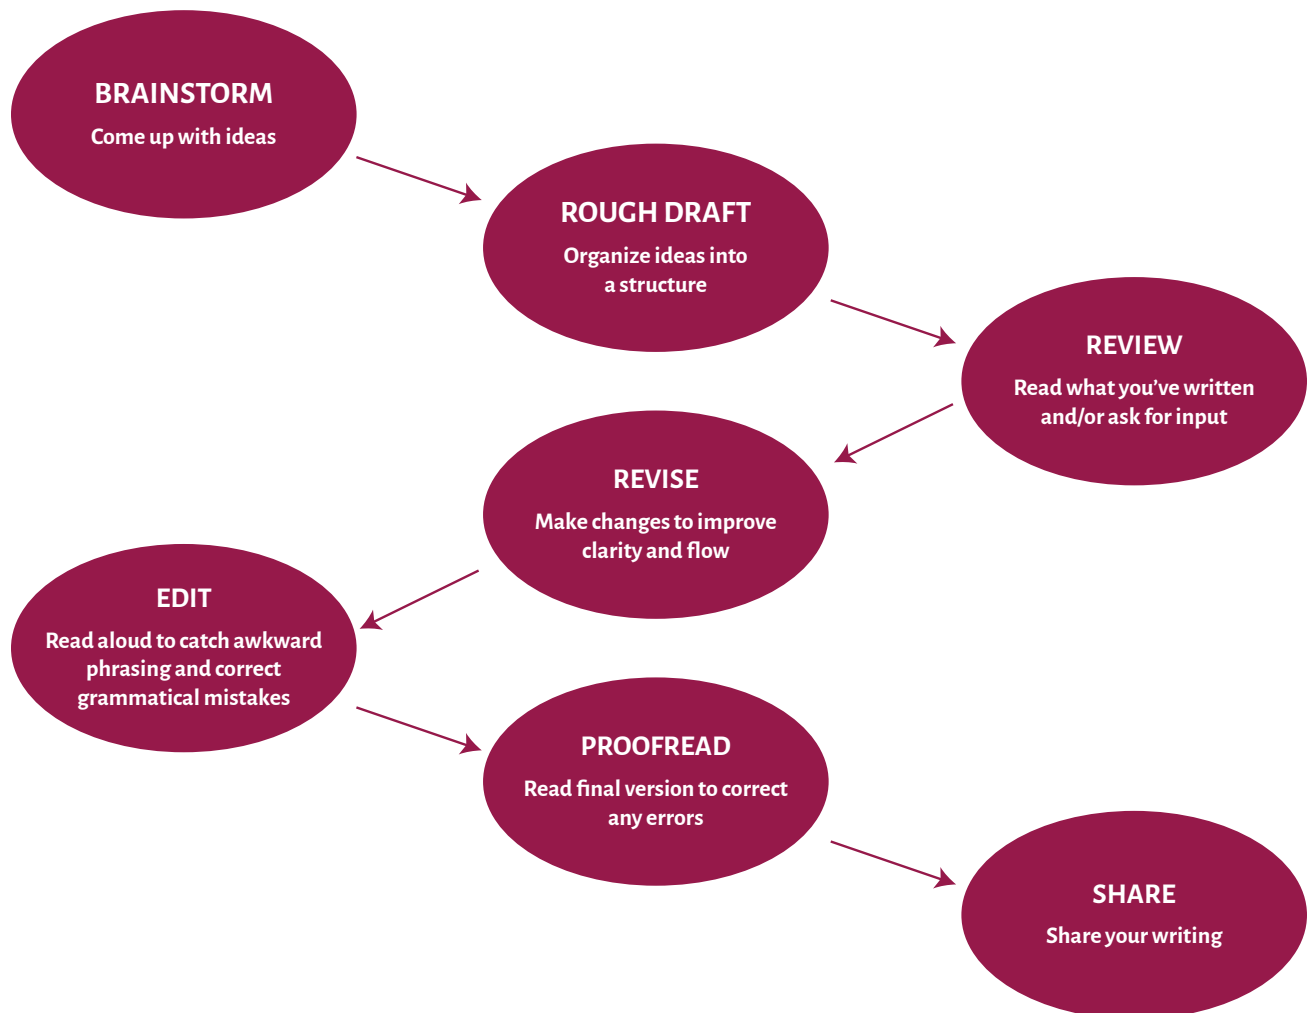 BRAINSTORM
Come up with ideas
ROUGH DRAFT
Organize ideas into
a structure
REVIEW
Read what you’ve written
and/or ask for input
REVISE
Make changes to improve
clarity and flow
EDIT
Read aloud to catch awkward
phrasing and correct
grammatical mistakes
PROOFREAD
Read final version to correct
any errors
SHARE
Share your writing